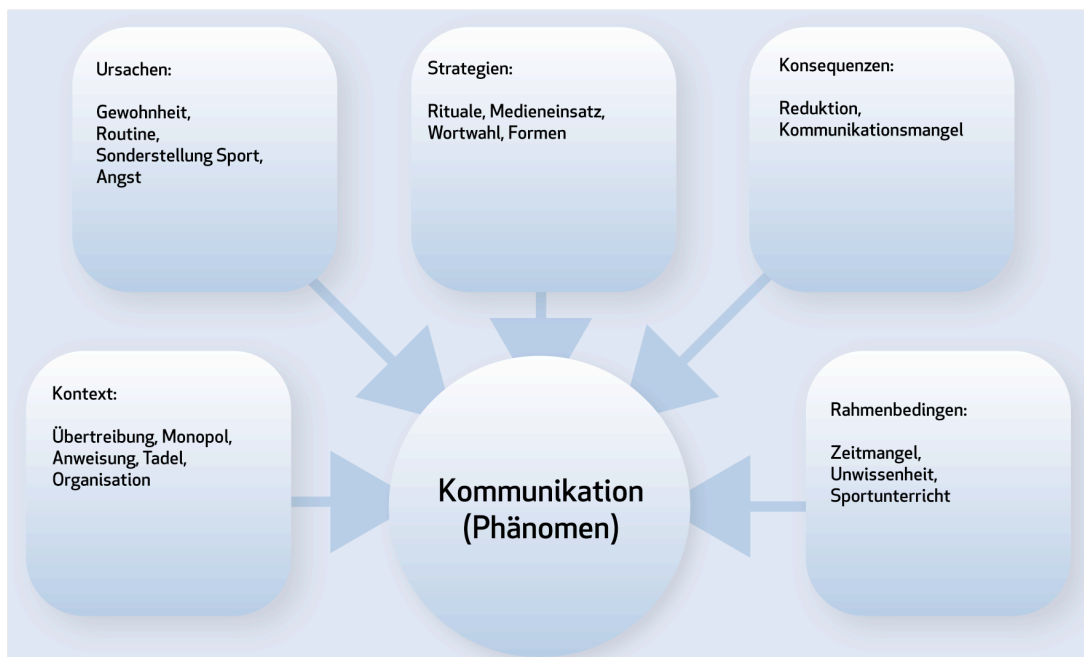 Ursachen:
Gewohnheit,
Routine,
Sonderstellung Sport,
Angst
Strategien:
Rituale, Medieneinsatz,
Wortwahl, Formen
Konsequenzen:
Reduktion,
Kommunikationsmangel
Kontext:
Übertreibung, Monopol,
Anweisung, Tadel,
Organisation
Kommunikation
(Phänomen)
Rahmenbedingen:
Zeitmangel,
Unwissenheit,
Sportunterricht